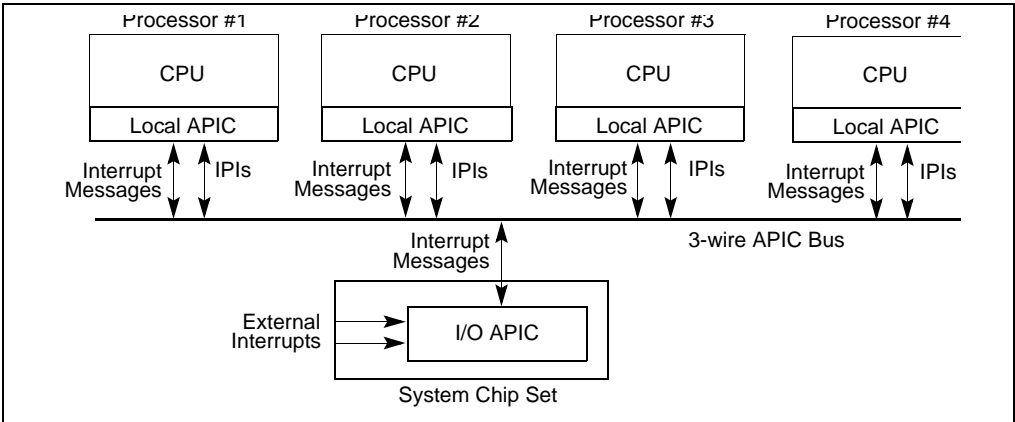 Processor #1
Processor #2
Processor #3
Processor #4
CPU
CPU
CPU
CPU
Local APIC
Local APIC
Local APIC
Local APIC
Interrupt
Messages
IPIs
Interrupt
Messages
IPIs
Interrupt
Messages
IPIs
Interrupt
Messages
IPIs
Interrupt
Messages
3-wire APIC Bus
External
Interrupts
I/O APIC
System Chip Set